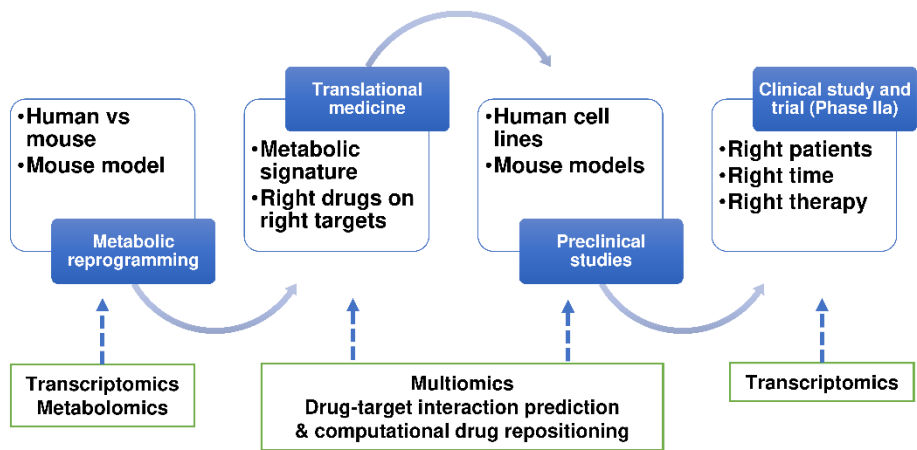 •Human vs
mouse
•Mouse model
Metabolic
reprogramming
Translational
medicine
•Metabolic
signature
•Right drugs on
right targets
•Human cell
lines
•Mouse models
Preclinical
studies
Clinical study and
trial (Phase IIa)
•Right patients
•Right time
•Right therapy
Transcriptomics
Metabolomics
Multiomics
Drug-target interaction prediction
& computational drug repositioning
Transcriptomics